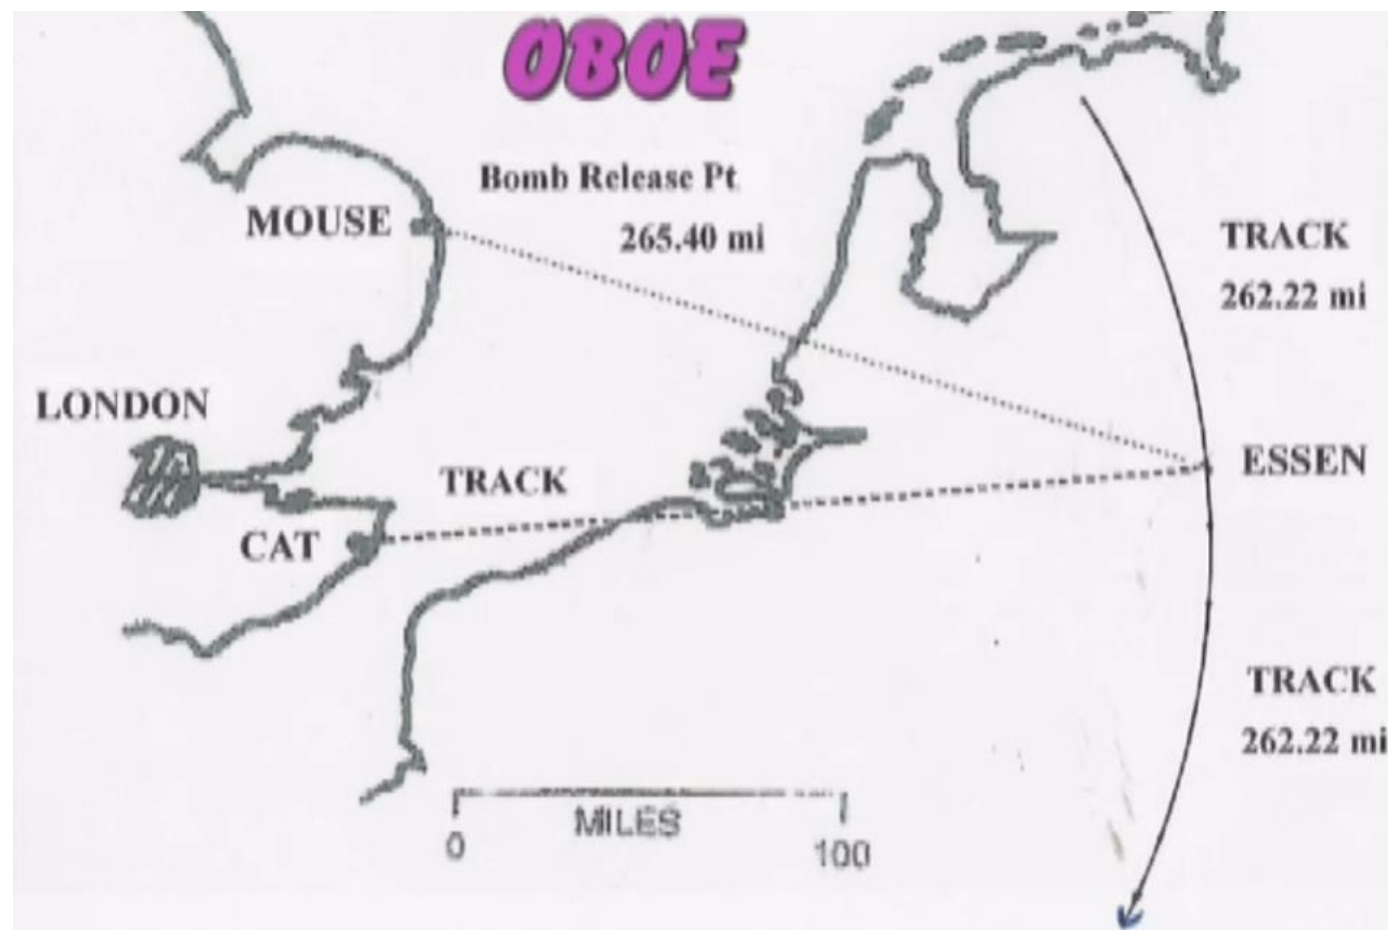 OBOE
Bomb Release Pt
265.40 mi
MOUSE
TRACK
262.22 mi
LONDON
TRACK
ESSEN
CAT
TRACK
262.22 mi
MILES
0
100